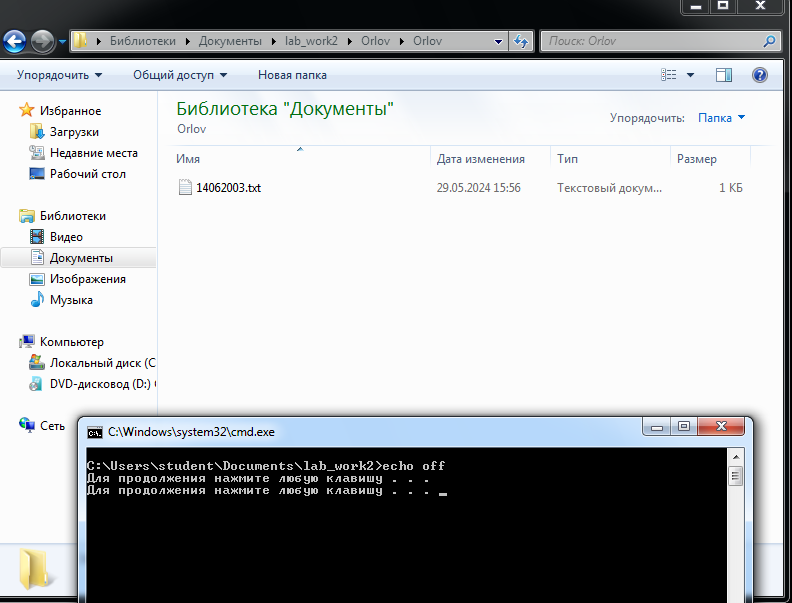 Библиотеки ▸ Документы ▸ lab_work2 ▸ Orlov ▸ Orlov
Поиск: Orlov
Упорядочить Общий доступ Новая папка
Избранное
Загрузки
Недавние места
Рабочий стол
Библиотеки
Видео
Документы
Изображения
Музыка
Компьютер
Локальный диск (C
DVD-дисковод (D:)
Сеть
Библиотека "Документы"
Orlov
Упорядочить: Папка
Имя Дата изменения Тип Размер
14062003.txt 29.05.2024 15:56 Текстовый докум... 1 КБ
C:\Windows\system32\cmd.exe
C:\Users\student\Documents\lab_work2>echo off
Для продолжения нажмите любую клавишу . . .
Для продолжения нажмите любую клавишу . . . _